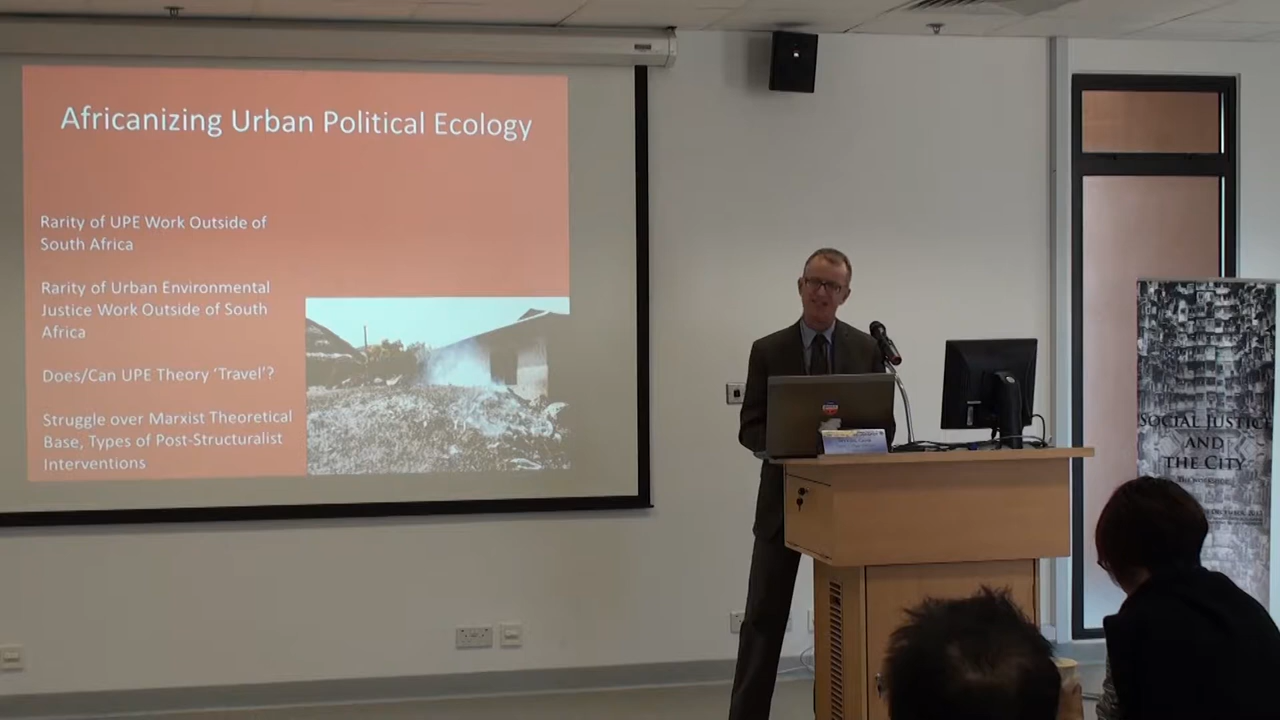 Africanizing Urban Political Ecology
Rarity of UPE Work Outside of
South Africa
Rarity of Urban Environmental
Justice Work Outside of South
Africa
Does/Can UPE Theory 'Travel'?
Struggle over Marxist Theoretical
Base, Types of Post-Structuralist
Interventions
SOCIAL JUSTICE
AND
THE CITY